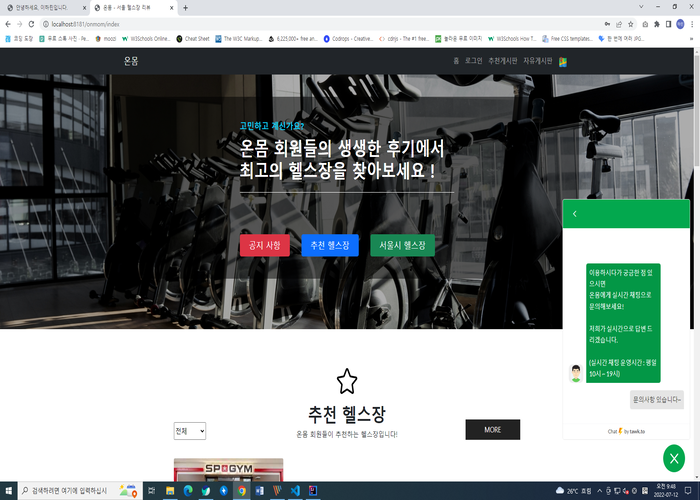 안녕하세요, 이하린입니다.
온몸 - 서울 헬스장 리뷰
localhost:8181/onmom/index
코딩 도장
무료 스톡 사진 - Pe...
mozzi
W3Schools Online...
Cheat Sheet
The W3C Markup...
6,225,000+ free an...
Codrops - Creative...
cdnjs - The #1 free...
놀라운 무료 이미지
W3Schools How T...
Free CSS templates...
한 번에 여러 JPG...
온몸
홈 로그인 추천게시판 자유게시판
고민하고 계신가요?
온몸 회원들의 생생한 후기에서
최고의 헬스장을 찾아보세요 !
공지 사항
추천 헬스장
서울시 헬스장
이용하시다가 궁금한 점 있
으시면
온몸에게 실시간 채팅으로
문의해보세요!
저희가 실시간으로 답변 드
리겠습니다.
(실시간 채팅 운영시간 : 평일
10시 ~ 19시)
문의사항 있습니다~
Chat by tawk.to
추천 헬스장
온몸 회원들이 추천하는 헬스장입니다!
전체
MORE
SPOGYM
검색하려면 여기에 입력하십시오
26°C 흐림
오전 9:48
2022-07-12